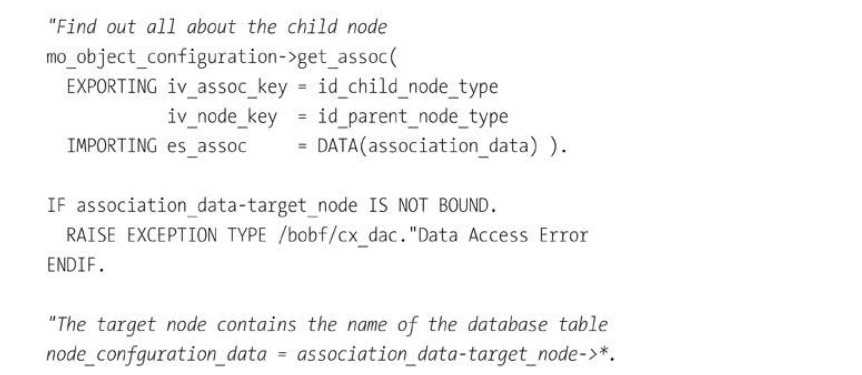 "Find out all about the child node
mo_object_configuration->get_assoc(
EXPORTING iv_assoc_key = id_child_node_type
iv_node_key = id_parent_node_type
IMPORTING es_assoc = DATA(association_data) ).
IF association_data-target_node IS NOT BOUND.
RAISE EXCEPTION TYPE /bobf/cx_dac."Data Access Error
ENDIF.
"The target node contains the name of the database table
node_confguration_data = association_data-target_node->*.